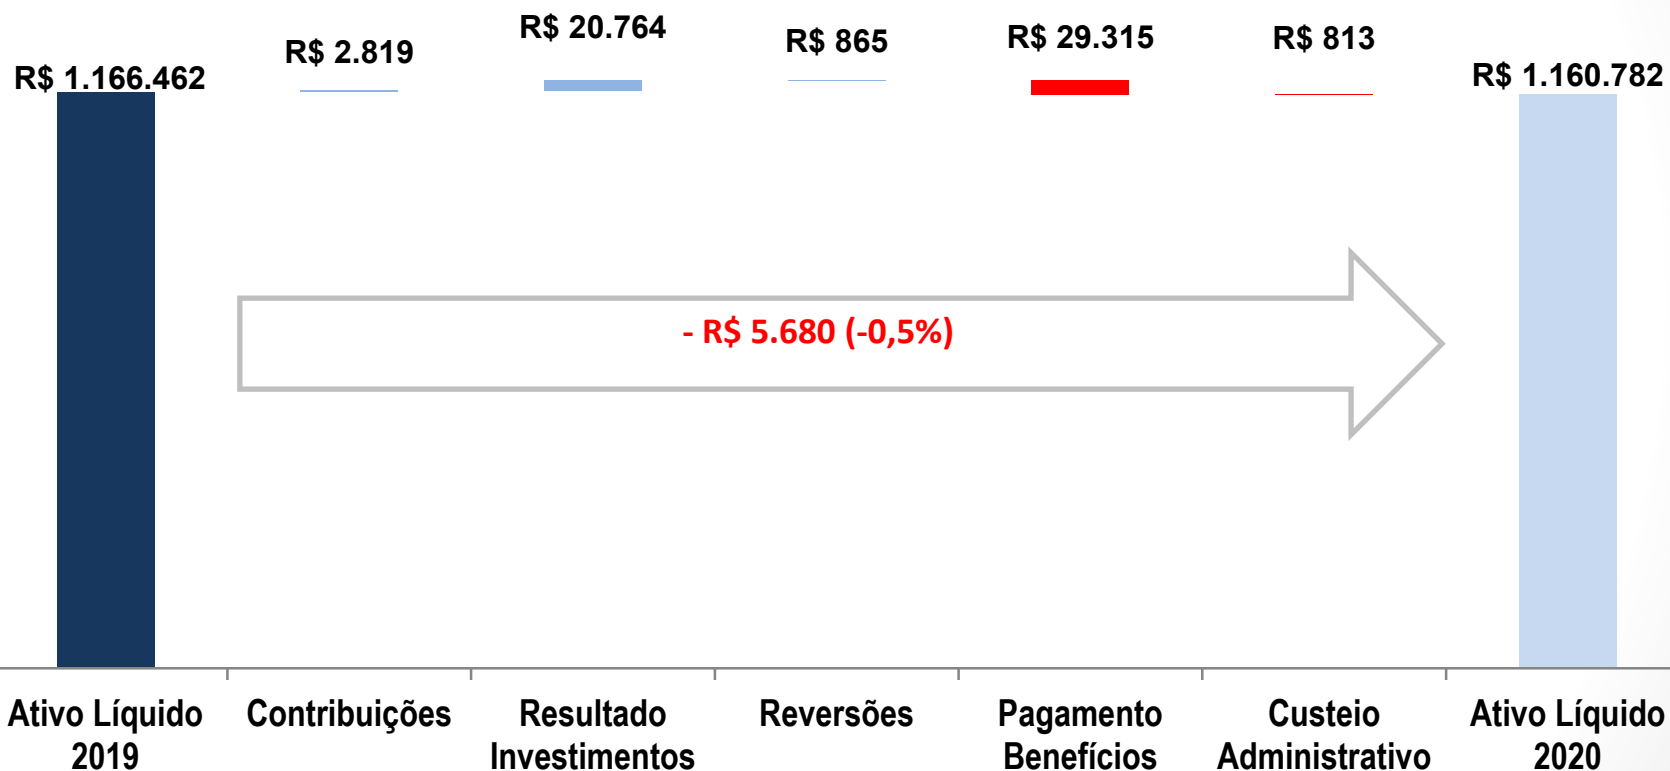 R$ 1.166.462
R$ 2.819
R$ 20.764
R$ 865
R$ 29.315
R$ 813
R$ 1.160.782
- R$ 5.680 (-0,5%)
Ativo Líquido
2019
Contribuições
Resultado
Investimentos
Reversões
Pagamento
Benefícios
Custeio
Administrativo
Ativo Líquido
2020